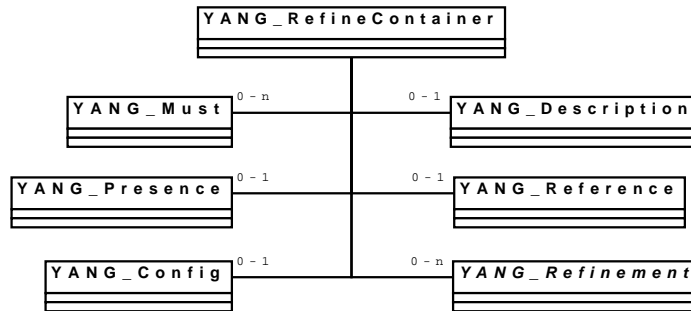 YANG_RefineContainer
0-n
0-1
YANG_Must
YANG_Description
0-1
0-1
YANG_Presence
YANG_Reference
0-1
0-n
YANG_Config
YANG_Refinement